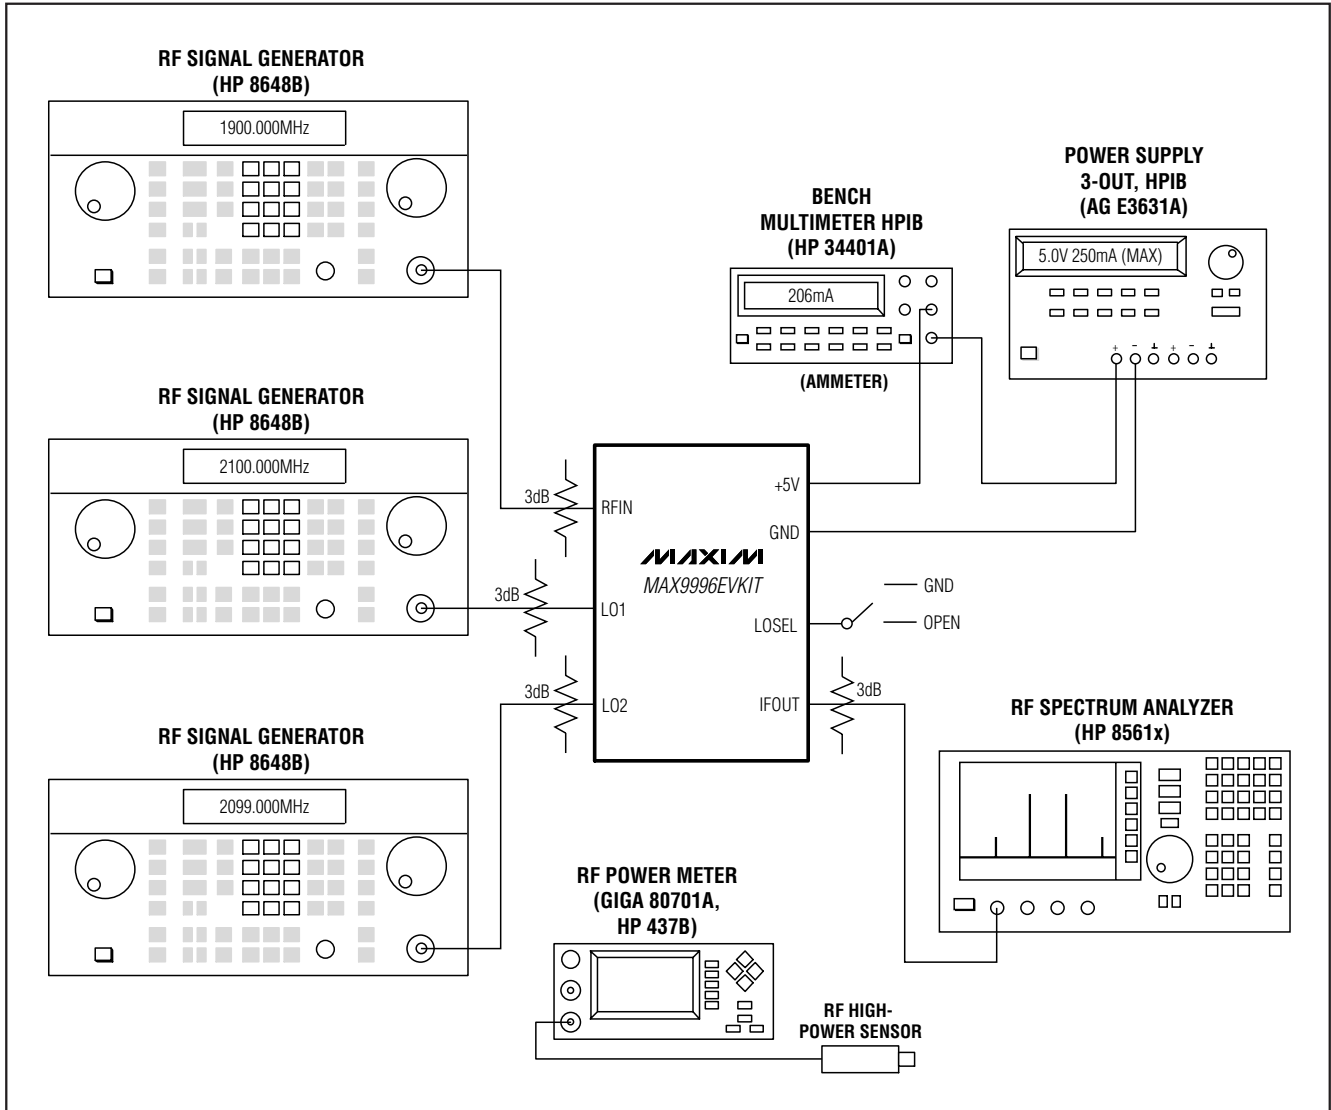 RF SIGNAL GENERATOR
(HP 8648B)
1900.000MHz
RF SIGNAL GENERATOR
(HP 8648B)
2100.000MHz
RF SIGNAL GENERATOR
(HP 8648B)
2099.000MHz
BENCH
MULTIMETER HPIB
(HP 34401A)
206mA
(AMMETER)
POWER SUPPLY
3-OUT, HPIB
(AG E3631A)
5.0V 250mA (MAX)
+ - + -
3dB
RFIN
3dB
LO1
3dB
LO2
MAXIM
MAX9996EVKIT
+5V
GND
LOSEL
IFOUT
GND
OPEN
3dB
RF SPECTRUM ANALYZER
(HP 8561x)
RF POWER METER
(GIGA 80701A,
HP 437B)
RF HIGH-
POWER SENSOR